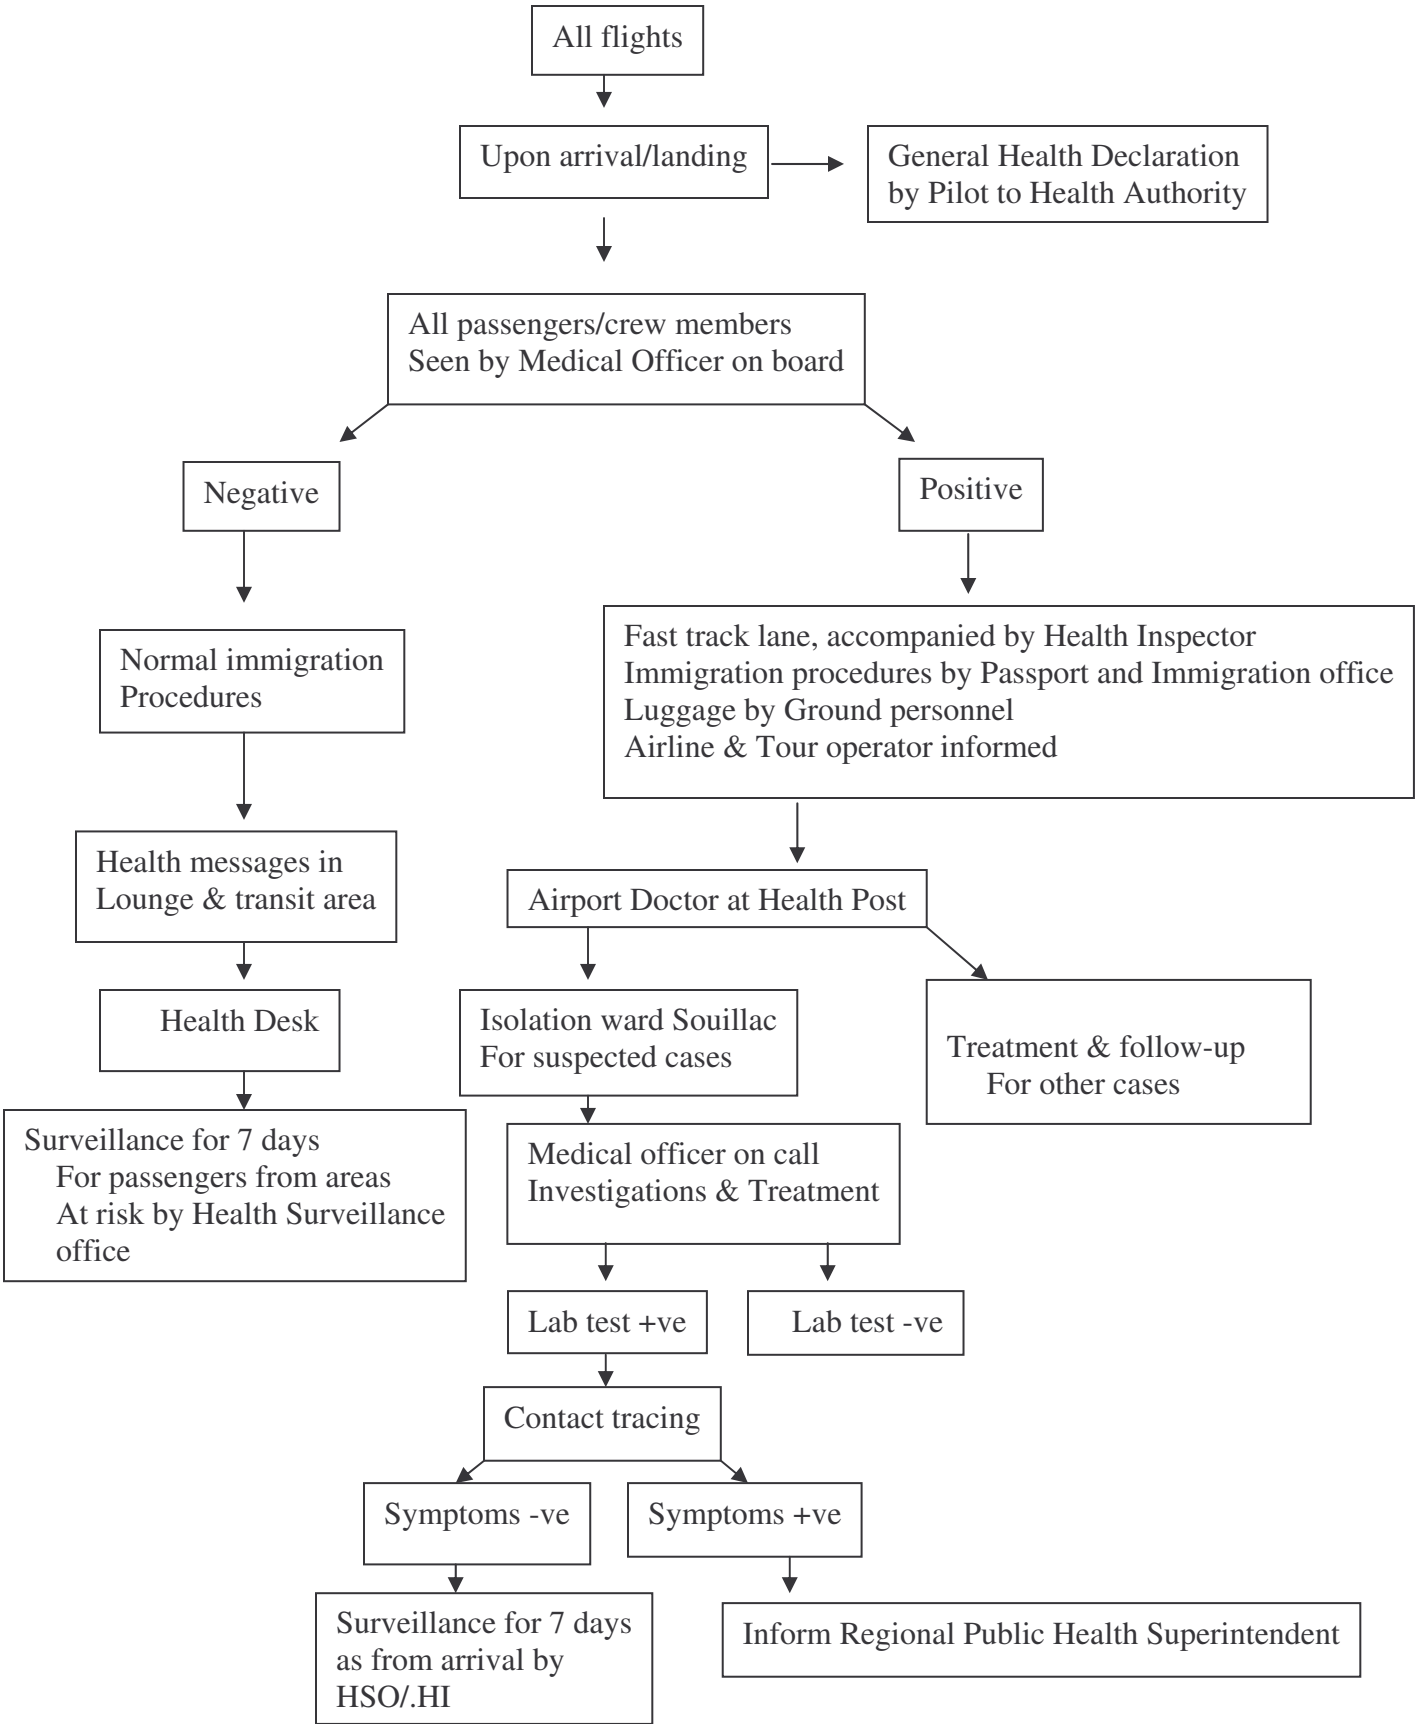 All flights
Upon arrival/landing
General Health Declaration
by Pilot to Health Authority
All passengers/crew members
Seen by Medical Officer on board
Negative
Positive
Normal immigration
Procedures
Fast track lane, accompanied by Health Inspector
Immigration procedures by Passport and Immigration office
Luggage by Ground personnel
Airline & Tour operator informed
Health messages in
Lounge & transit area
Airport Doctor at Health Post
Health Desk
Isolation ward Souillac
For suspected cases
Treatment & follow-up
For other cases
Surveillance for 7 days
For passengers from areas
At risk by Health Surveillance
office
Medical officer on call
Investigations & Treatment
Lab test +ve
Lab test -ve
Contact tracing
Symptoms -ve
Symptoms +ve
Surveillance for 7 days
as from arrival by
HSO/.HI
Inform Regional Public Health Superintendent